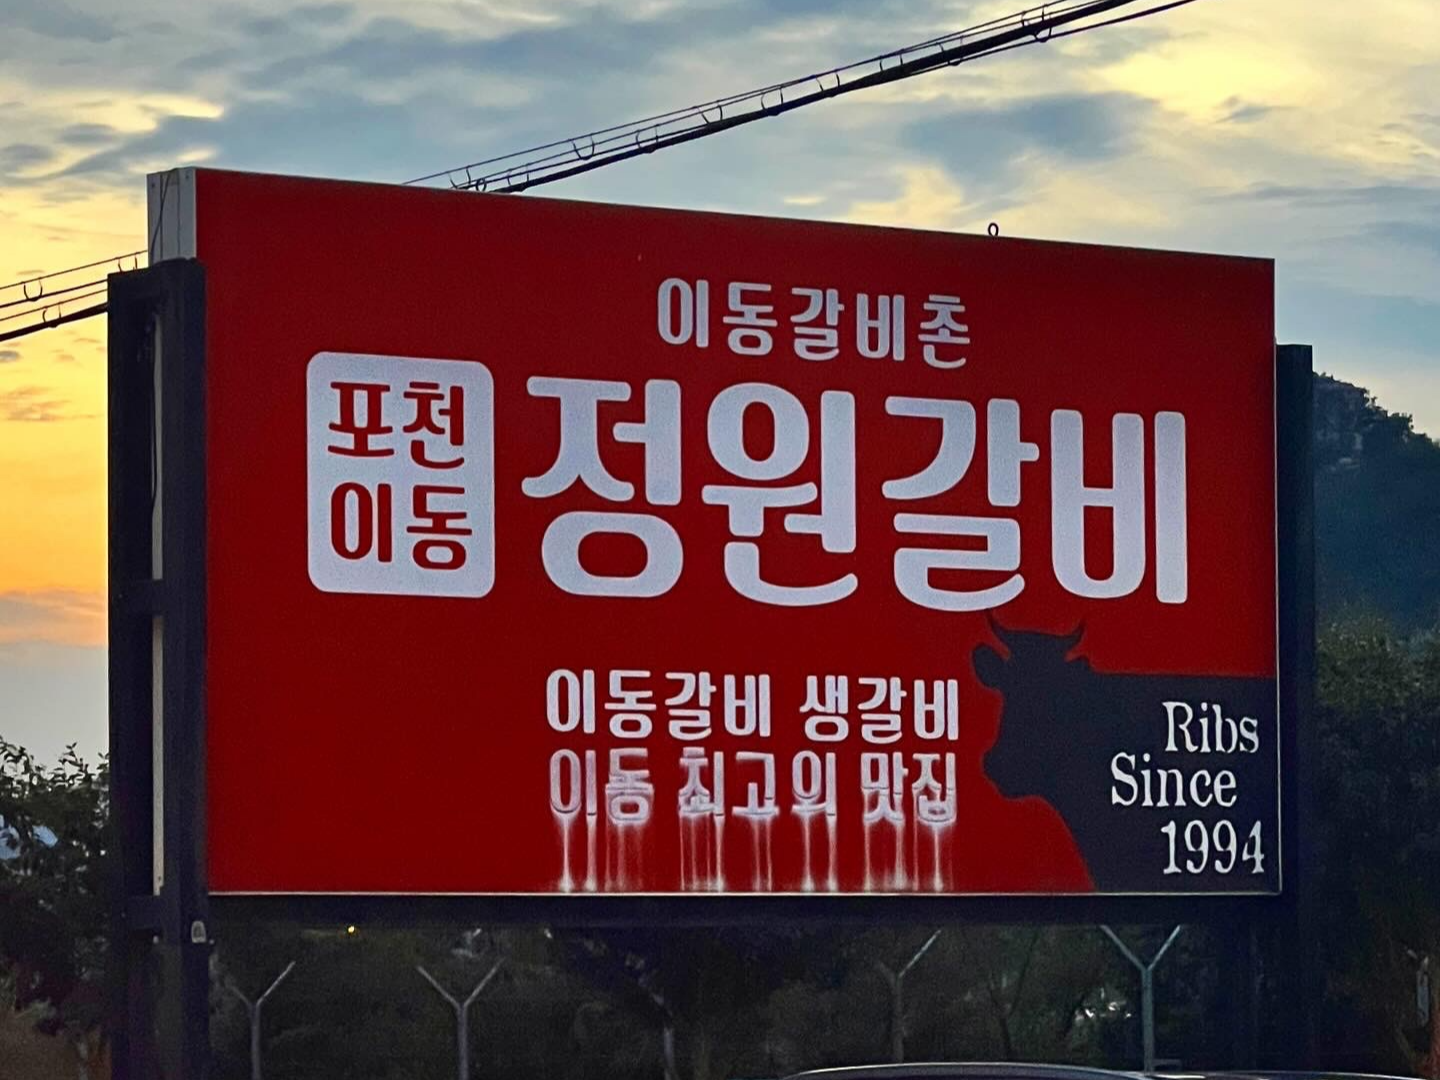 이동갈비촌
포천
이동
정원갈비
이동갈비 생갈비
이동 최고의 맛집
Ribs
Since
1994